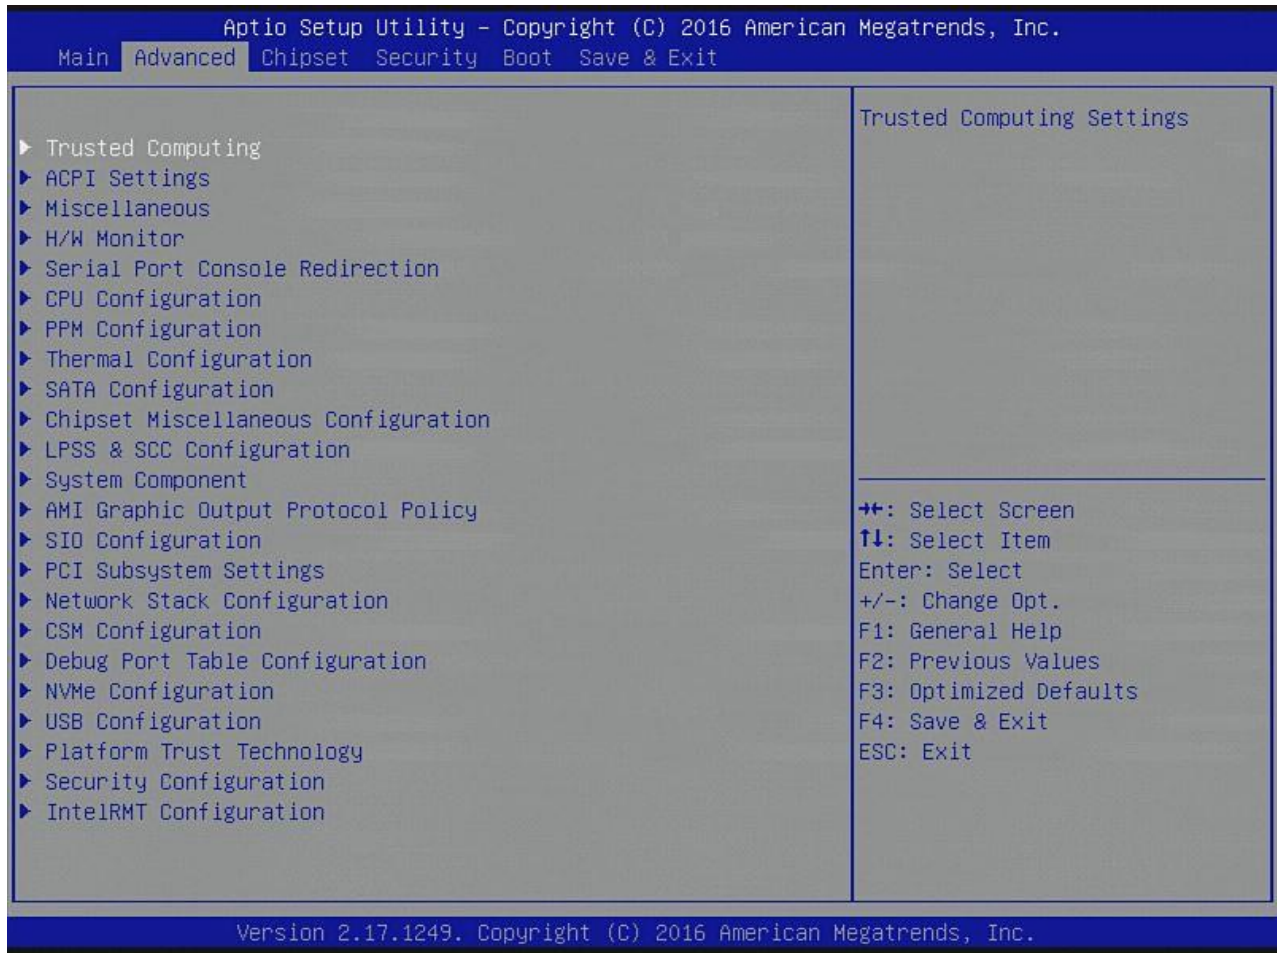 Aptio Setup Utility – Copyright (C) 2016 American Megatrends, Inc.
Main Advanced Chipset Security Boot Save & Exit
Trusted Computing Settings
Trusted Computing
ACPI Settings
Miscellaneous
H/W Monitor
Serial Port Console Redirection
CPU Configuration
PPM Configuration
Thermal Configuration
SATA Configuration
Chipset Miscellaneous Configuration
LPSS & SCC Configuration
System Component
AMI Graphic Output Protocol Policy
SIO Configuration
PCI Subsystem Settings
Network Stack Configuration
CSM Configuration
Debug Port Table Configuration
NVMe Configuration
USB Configuration
Platform Trust Technology
Security Configuration
IntelRMT Configuration
→←: Select Screen
↑↓: Select Item
Enter: Select
+/-: Change Opt.
F1: General Help
F2: Previous Values
F3: Optimized Defaults
F4: Save & Exit
ESC: Exit
Version 2.17.1249. Copyright (C) 2016 American Megatrends, Inc.